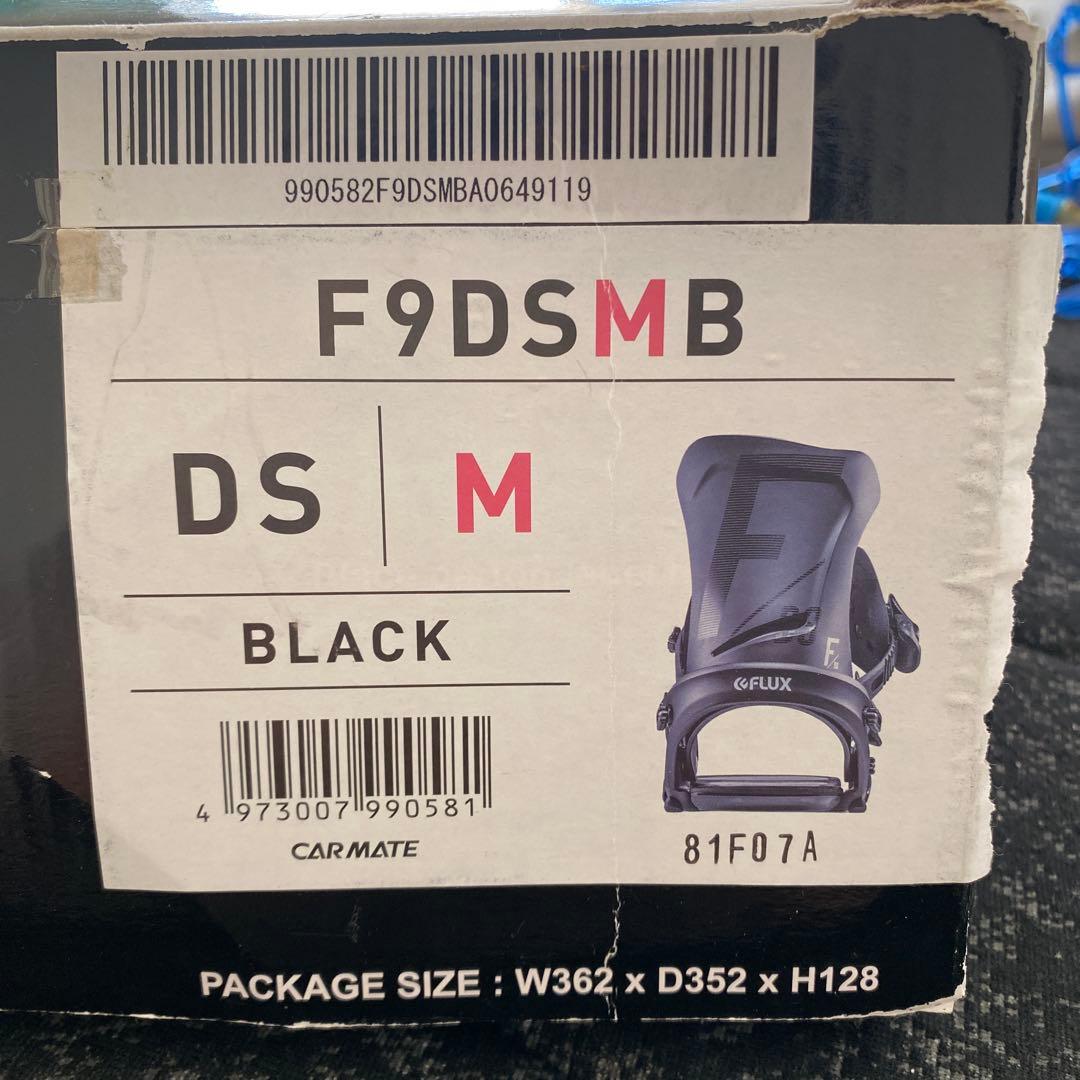 990582F9DSMBA0649119
F9DSMB
DS M
BLACK
FLUX
4 973007 990581
CARMATE
81F07A
PACKAGE SIZE : W362 x D352 x H128